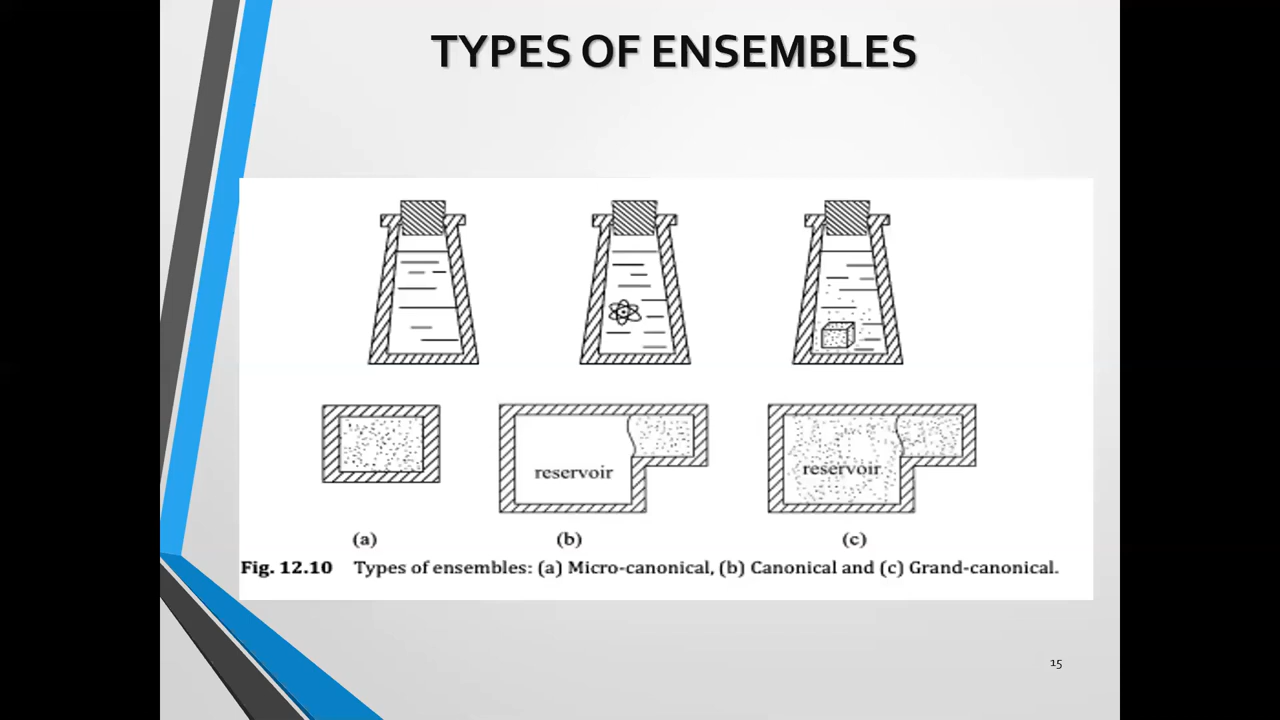 TYPES OF ENSEMBLES
reservoir
reservoir
(a)
(b)
(c)
Fig. 12.10 Types of ensembles: (a) Micro-canonical, (b) Canonical and (c) Grand-canonical.
15